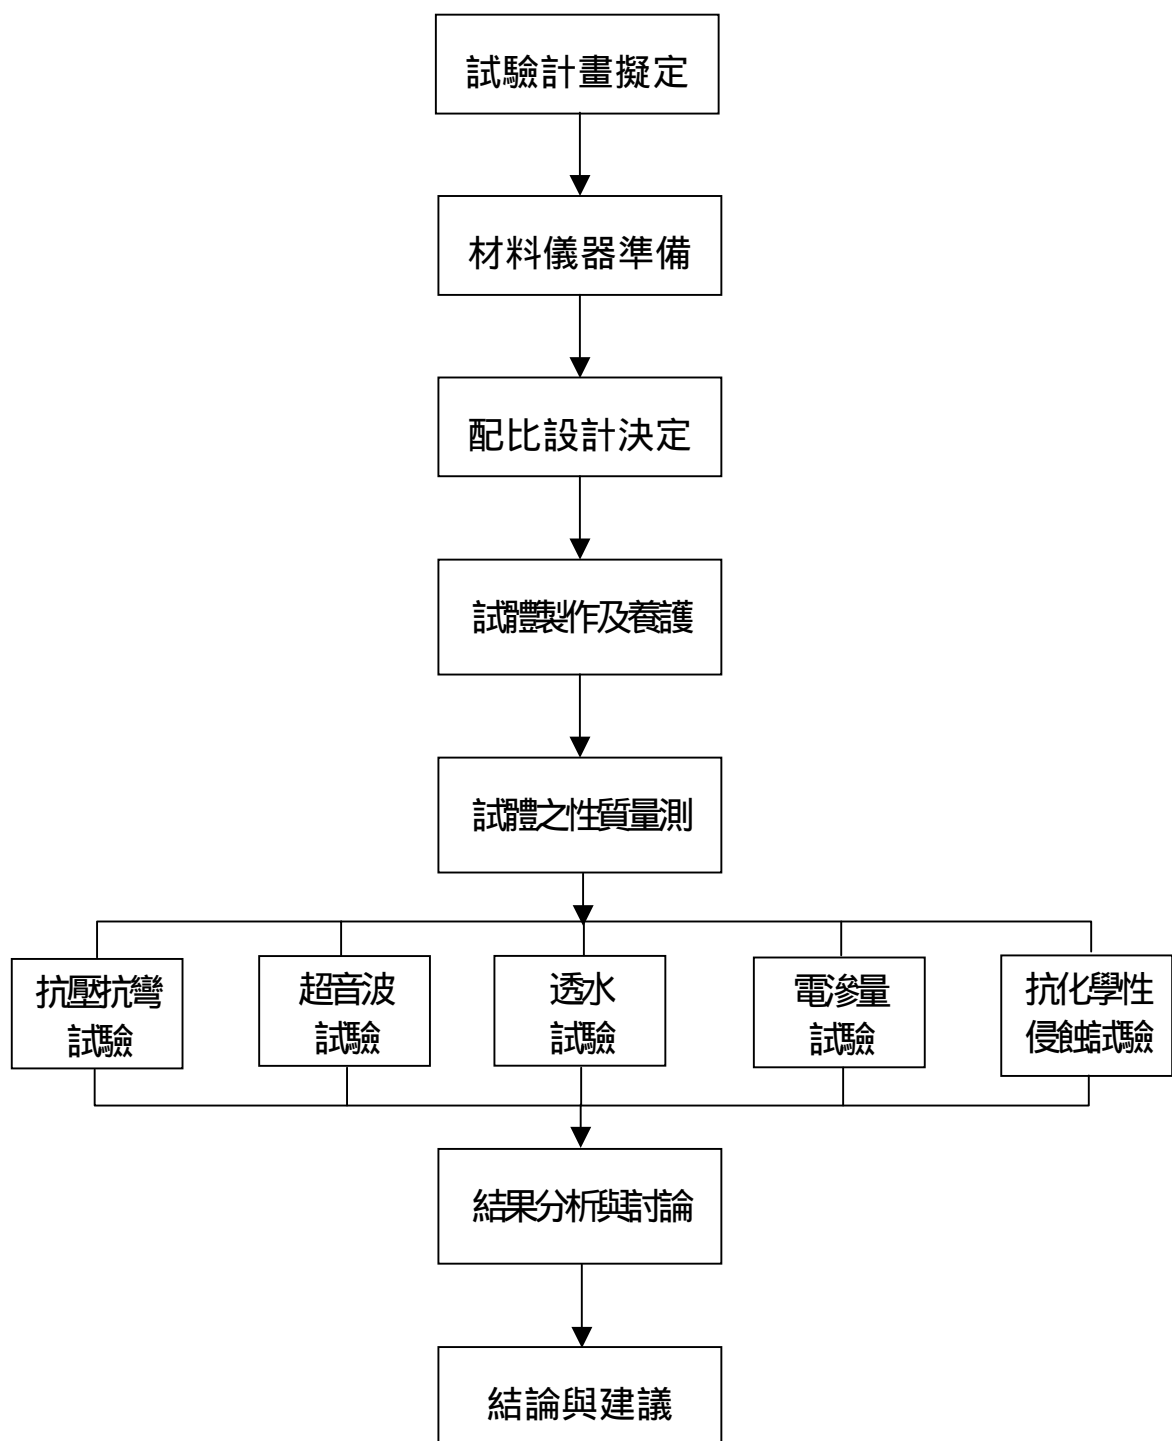 試驗計畫擬定
材料儀器準備
配比設計決定
試體製作及養護
試體之性質量測
抗壓抗彎
試驗
超音波
試驗
透水
試驗
電滲量
試驗
抗化學性
侵蝕試驗
結果分析與討論
結論與建議